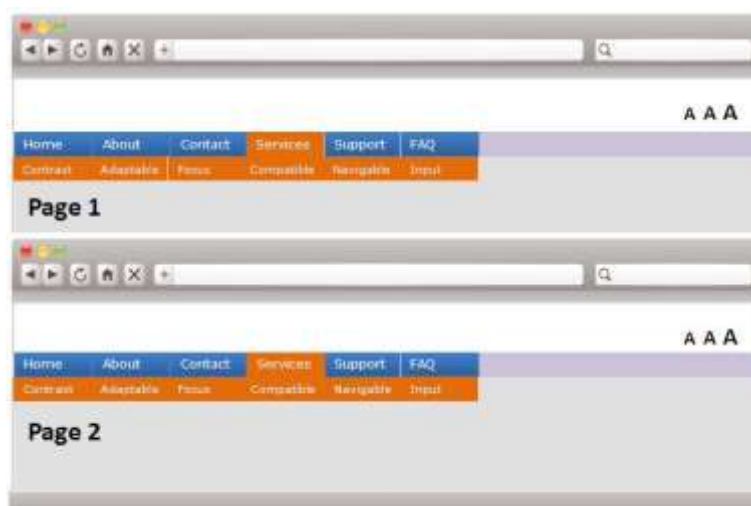 A A A
Home About Contact Services Support FAQ
Contrast Adaptable Focus Compatible Navigable Input
Page 1
A A A
Home About Contact Services Support FAQ
Contrast Adaptable Focus Compatible Navigable Input
Page 2